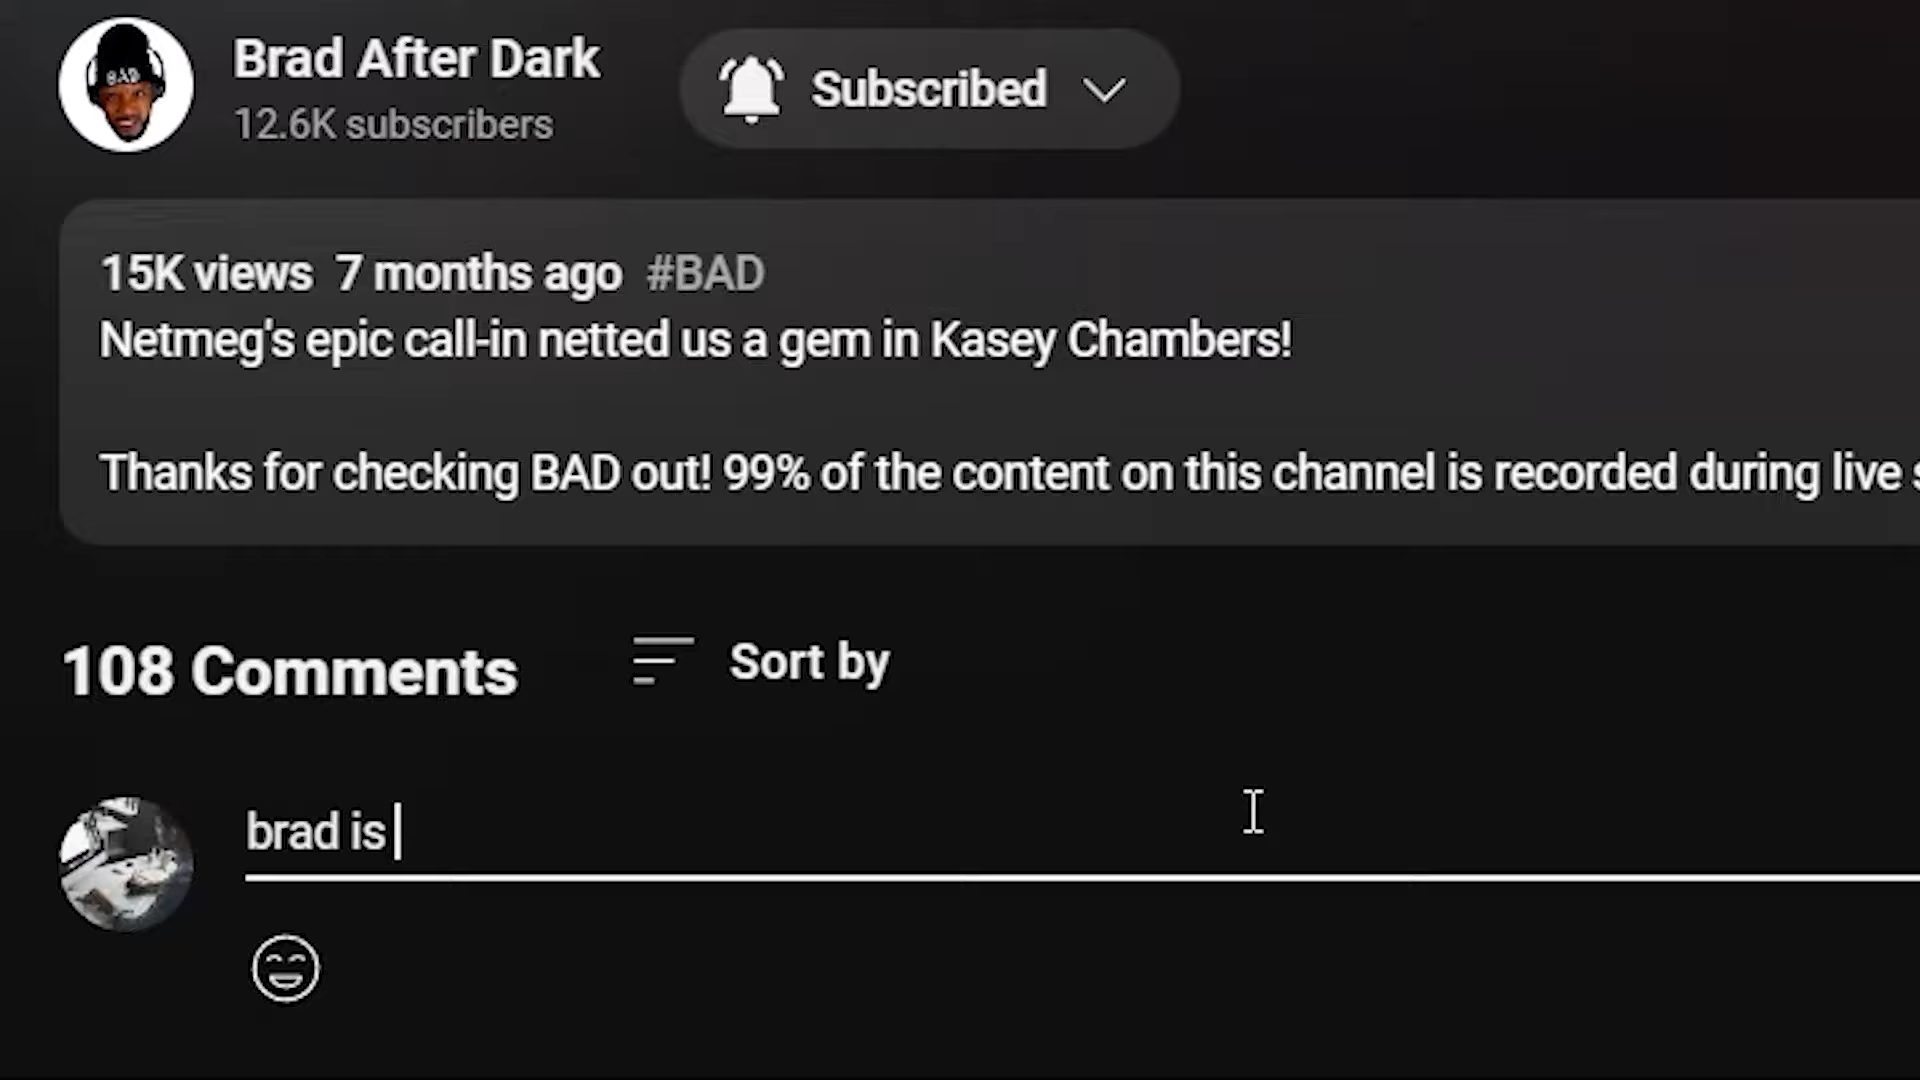 BAD
Brad After Dark
12.6K subscribers
Subscribed
15K views 7 months ago #BAD
Netmeg's epic call-in netted us a gem in Kasey Chambers!
Thanks for checking BAD out! 99% of the content on this channel is recorded during live
108 Comments
Sort by
brad is